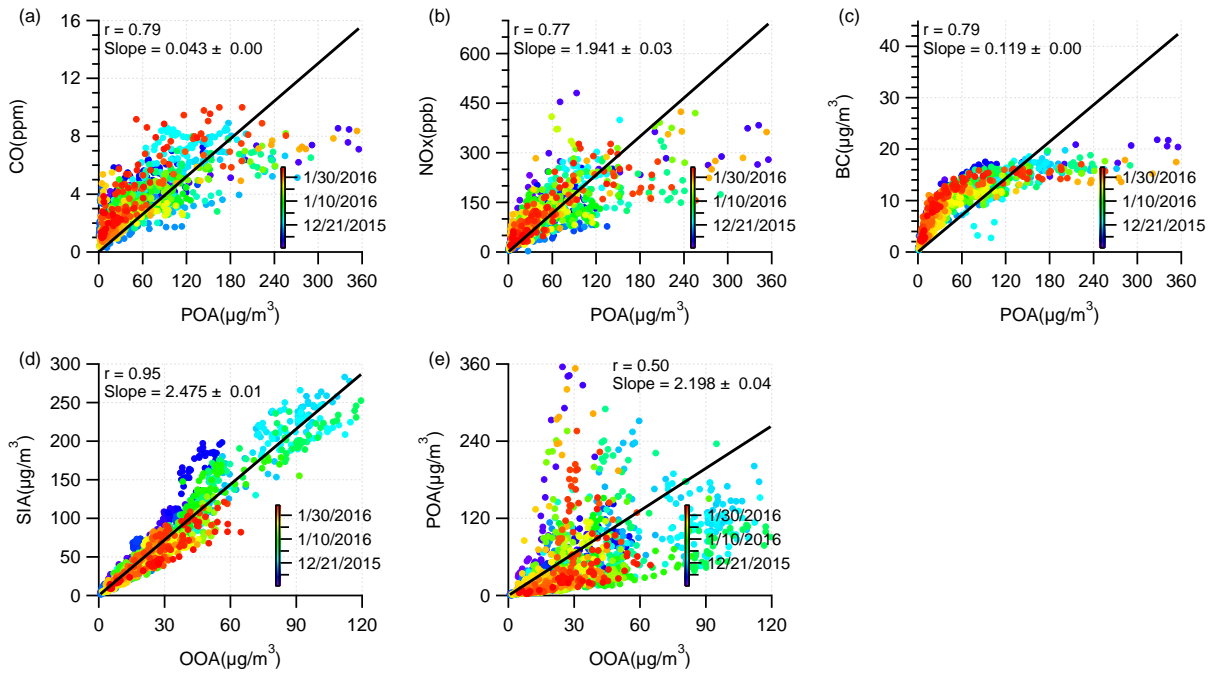 (a)
r = 0.79
Slope = 0.043 ± 0.00
16
12
8
4
0
CO(ppm)
0 60 120 180 240 300 360
POA(µg/m³)
1/30/2016
1/10/2016
12/21/2015
(b)
r = 0.77
Slope = 1.941 ± 0.03
600
450
300
150
0
NOx(ppb)
0 60 120 180 240 300 360
POA(µg/m³)
1/30/2016
1/10/2016
12/21/2015
(c)
r = 0.79
Slope = 0.119 ± 0.00
40
30
20
10
0
BC(µg/m³)
0 60 120 180 240 300 360
POA(µg/m³)
1/30/2016
1/10/2016
12/21/2015
(d)
r = 0.95
Slope = 2.475 ± 0.01
300
250
200
150
100
50
0
SIA(µg/m³)
0 30 60 90 120
OOA(µg/m³)
1/30/2016
1/10/2016
12/21/2015
(e)
r = 0.50
Slope = 2.198 ± 0.04
360
240
120
0
POA(µg/m³)
0 30 60 90 120
OOA(µg/m³)
1/30/2016
1/10/2016
12/21/2015